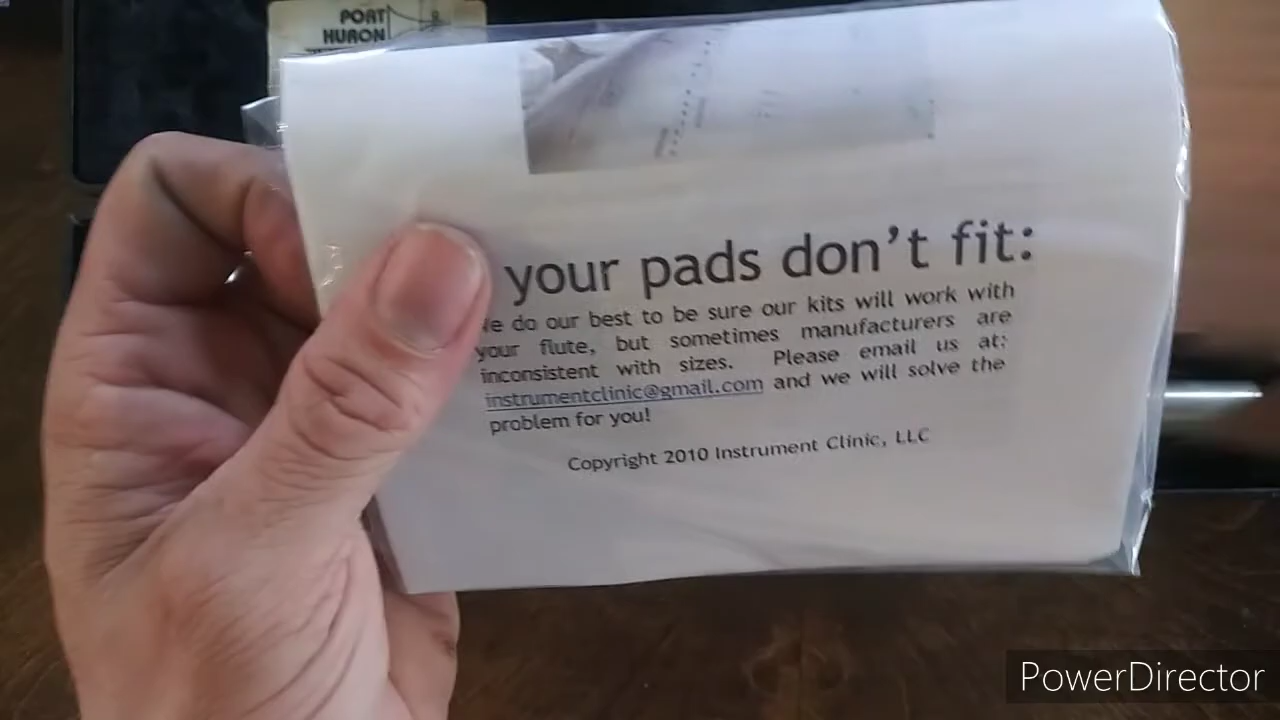 PORT
HURON
your pads don't fit:
We do our best to be sure our kits will work with
your flute, but sometimes manufacturers are
inconsistent with sizes. Please email us at:
instrumentclinic@gmail.com and we will solve the
problem for you!
Copyright 2010 Instrument Clinic, LLC
PowerDirector